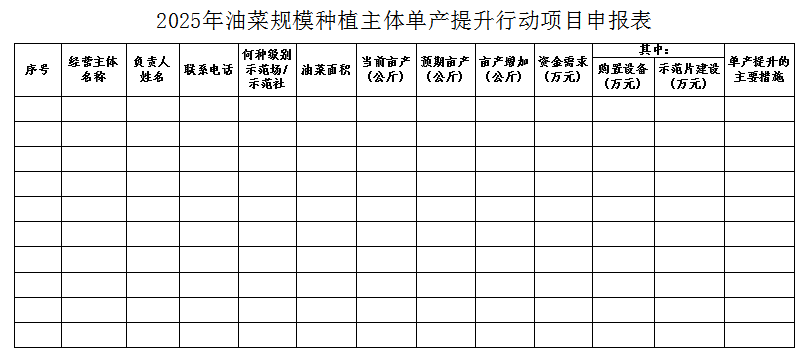 2025年油菜规模种植主体单产提升行动项目申报表
序号
经营主体
名称
负责人
姓名
联系电话
何种级别
示范场/
示范社
油菜面积
当前亩产
(公斤)
预期亩产
(公斤)
亩产增加
(公斤)
资金需求
(万元)
其中：
购置设备
(万元)
示范片建设
(万元)
单产提升的
主要措施